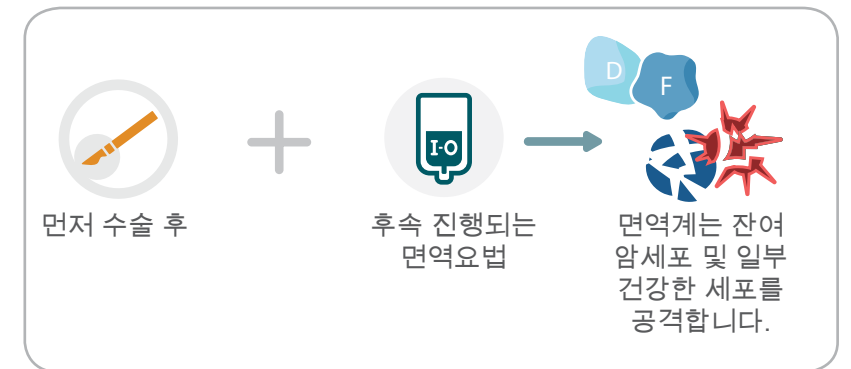 D
F
I-O
먼저 수술 후
후속 진행되는
면역요법
면역계는 잔여
암세포 및 일부
건강한 세포를
공격합니다.